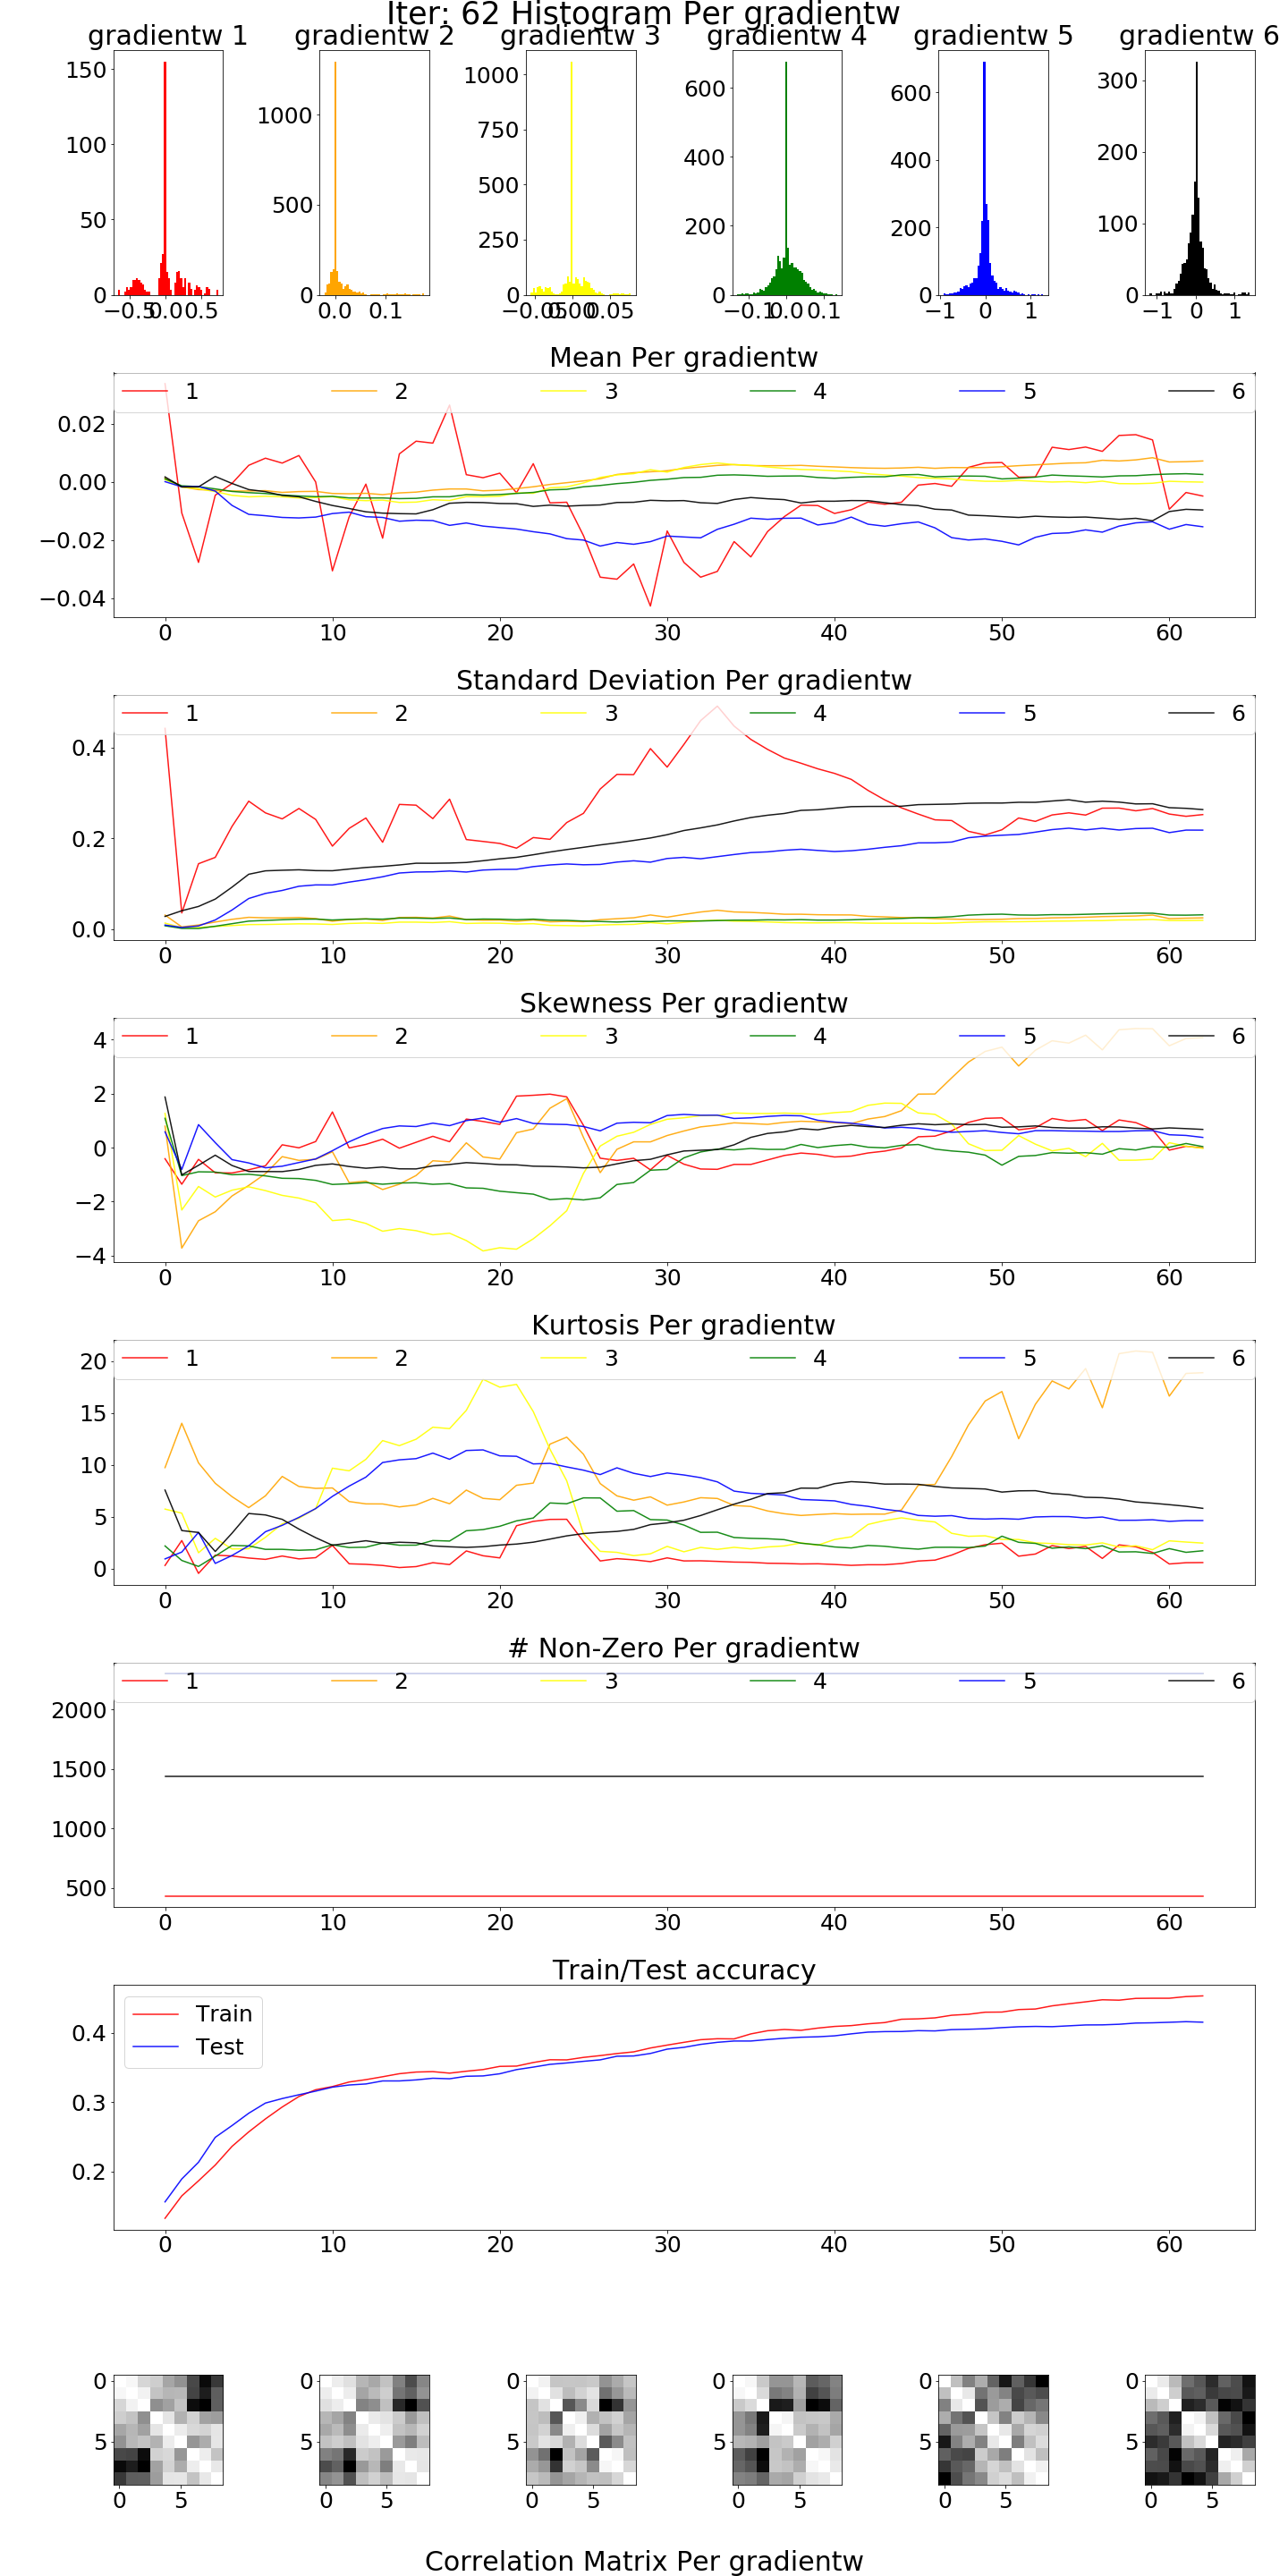 Iter: 62 Histogram Per gradientw
gradientw 1 gradientw 2 gradientw 3 gradientw 4 gradientw 5 gradientw 6
150
100
50
0
−0.5 0.0 0.5
1000
500
0
0.0 0.1
1000
750
500
250
0
−0.05 0.00 0.05
600
400
200
0
−0.1 0.0 0.1
600
400
200
0
−1 0 1
300
200
100
0
−1 0 1
Mean Per gradientw
1 2 3 4 5 6
0.02
0.00
−0.02
−0.04
0 10 20 30 40 50 60
Standard Deviation Per gradientw
1 2 3 4 5 6
0.4
0.2
0.0
0 10 20 30 40 50 60
Skewness Per gradientw
1 2 3 4 5 6
4
2
0
−2
−4
0 10 20 30 40 50 60
Kurtosis Per gradientw
1 2 3 4 5 6
20
15
10
5
0
0 10 20 30 40 50 60
# Non-Zero Per gradientw
1 2 3 4 5 6
2000
1500
1000
500
0 10 20 30 40 50 60
Train/Test accuracy
Train
Test
0.4
0.3
0.2
0 10 20 30 40 50 60
0
5
0 5
0
5
0 5
0
5
0 5
0
5
0 5
0
5
0 5
0
5
0 5
Correlation Matrix Per gradientw